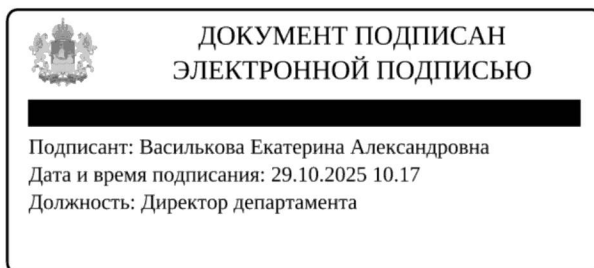 ДОКУМЕНТ ПОДПИСАН
ЭЛЕКТРОННОЙ ПОДПИСЬЮ
Подписант: Василькова Екатерина Александровна
Дата и время подписания: 29.10.2025 10.17
Должность: Директор департамента